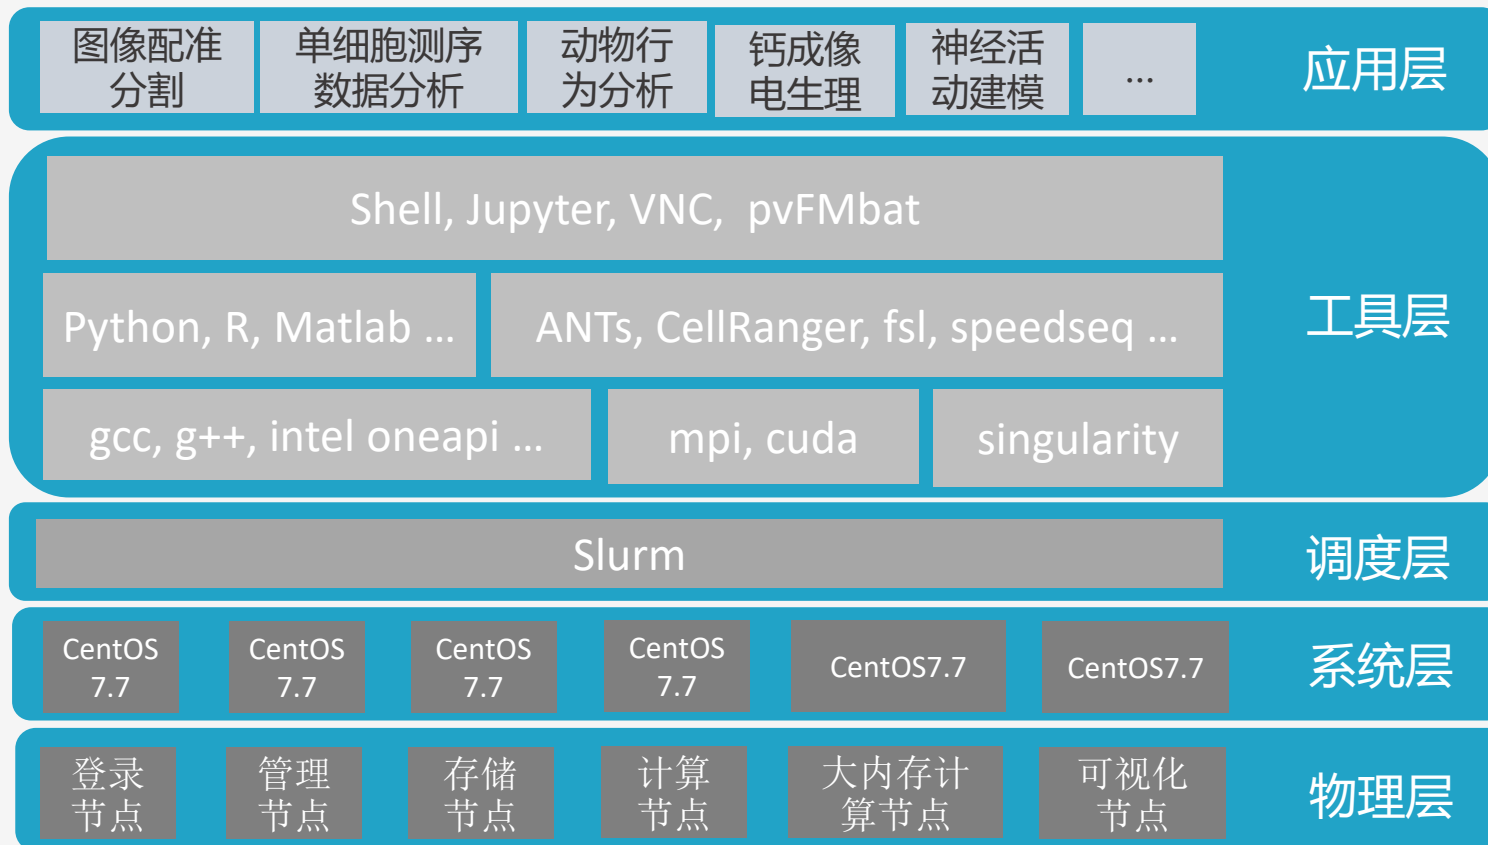 图像配准
分割
单细胞测序
数据分析
动物行
为分析
钙成像
电生理
神经活
动建模
...
应用层
Shell, Jupyter, VNC, pvFMbat
Python, R, Matlab ...
ANTs, CellRanger, fsl, speedseq ...
工具层
gcc, g++, intel oneapi ...
mpi, cuda
singularity
Slurm
调度层
CentOS
7.7
CentOS
7.7
CentOS
7.7
CentOS
7.7
CentOS7.7
CentOS7.7
系统层
登录
节点
管理
节点
存储
节点
计算
节点
大内存计
算节点
可视化
节点
物理层